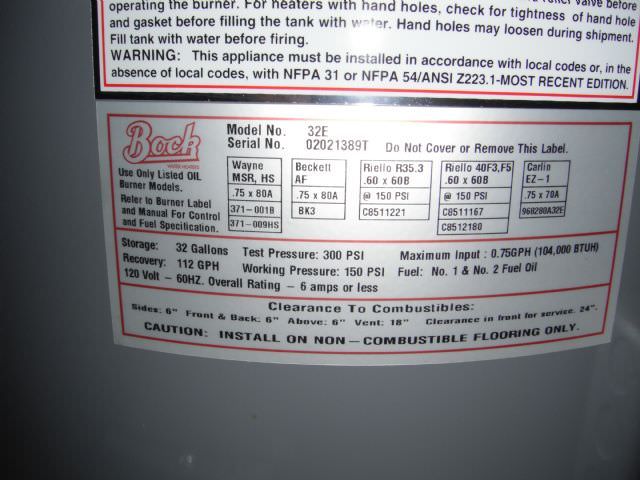 operating the burner. For heaters with hand holes, check for tightness of hand hole
and gasket before filling the tank with water. Hand holes may loosen during shipment.
Fill tank with water before firing.
WARNING: This appliance must be installed in accordance with local codes or, in the
absence of local codes, with NFPA 31 or NFPA 54/ANSI Z223.1-MOST RECENT EDITION.
Bock
WATER HEATERS
Model No. 32E
Serial No. 02021389T Do Not Cover or Remove This Label.
Use Only Listed OIL
Burner Models.
Refer to Burner Label
and Manual For Control
and Fuel Specification.
Wayne
MSR, HS
.75 x 80A
371-001B
371-009HS
Beckett
AF
.75 x 80A
BK3
Riello R35.3
.60 x 60B
@ 150 PSI
C8511221
Riello 40F3,F5
.60 x 60B
@ 150 PSI
C8511167
C8512180
Carlin
EZ-1
.75 x 70A
968280A32E
Storage: 32 Gallons Test Pressure: 300 PSI Maximum Input : 0.75GPH (104,000 BTUH)
Recovery: 112 GPH Working Pressure: 150 PSI Fuel: No. 1 & No. 2 Fuel Oil
120 Volt – 60HZ. Overall Rating – 6 amps or less
Clearance To Combustibles:
Sides: 6" Front & Back: 6" Above: 6" Vent: 18" Clearance in front for service. 24".
CAUTION: INSTALL ON NON – COMBUSTIBLE FLOORING ONLY.